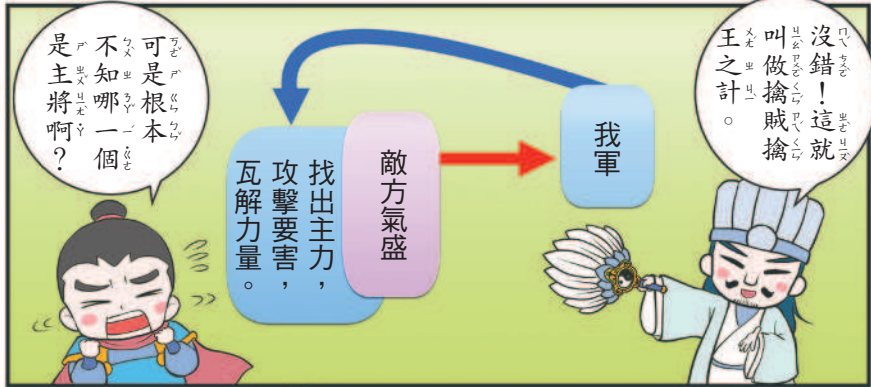 沒錯！這就
叫做擒賊擒
王之計。
我軍
敵方氣盛
找出主力，
攻擊要害，
瓦解力量。
可是根本
不知哪一個
是主將啊？